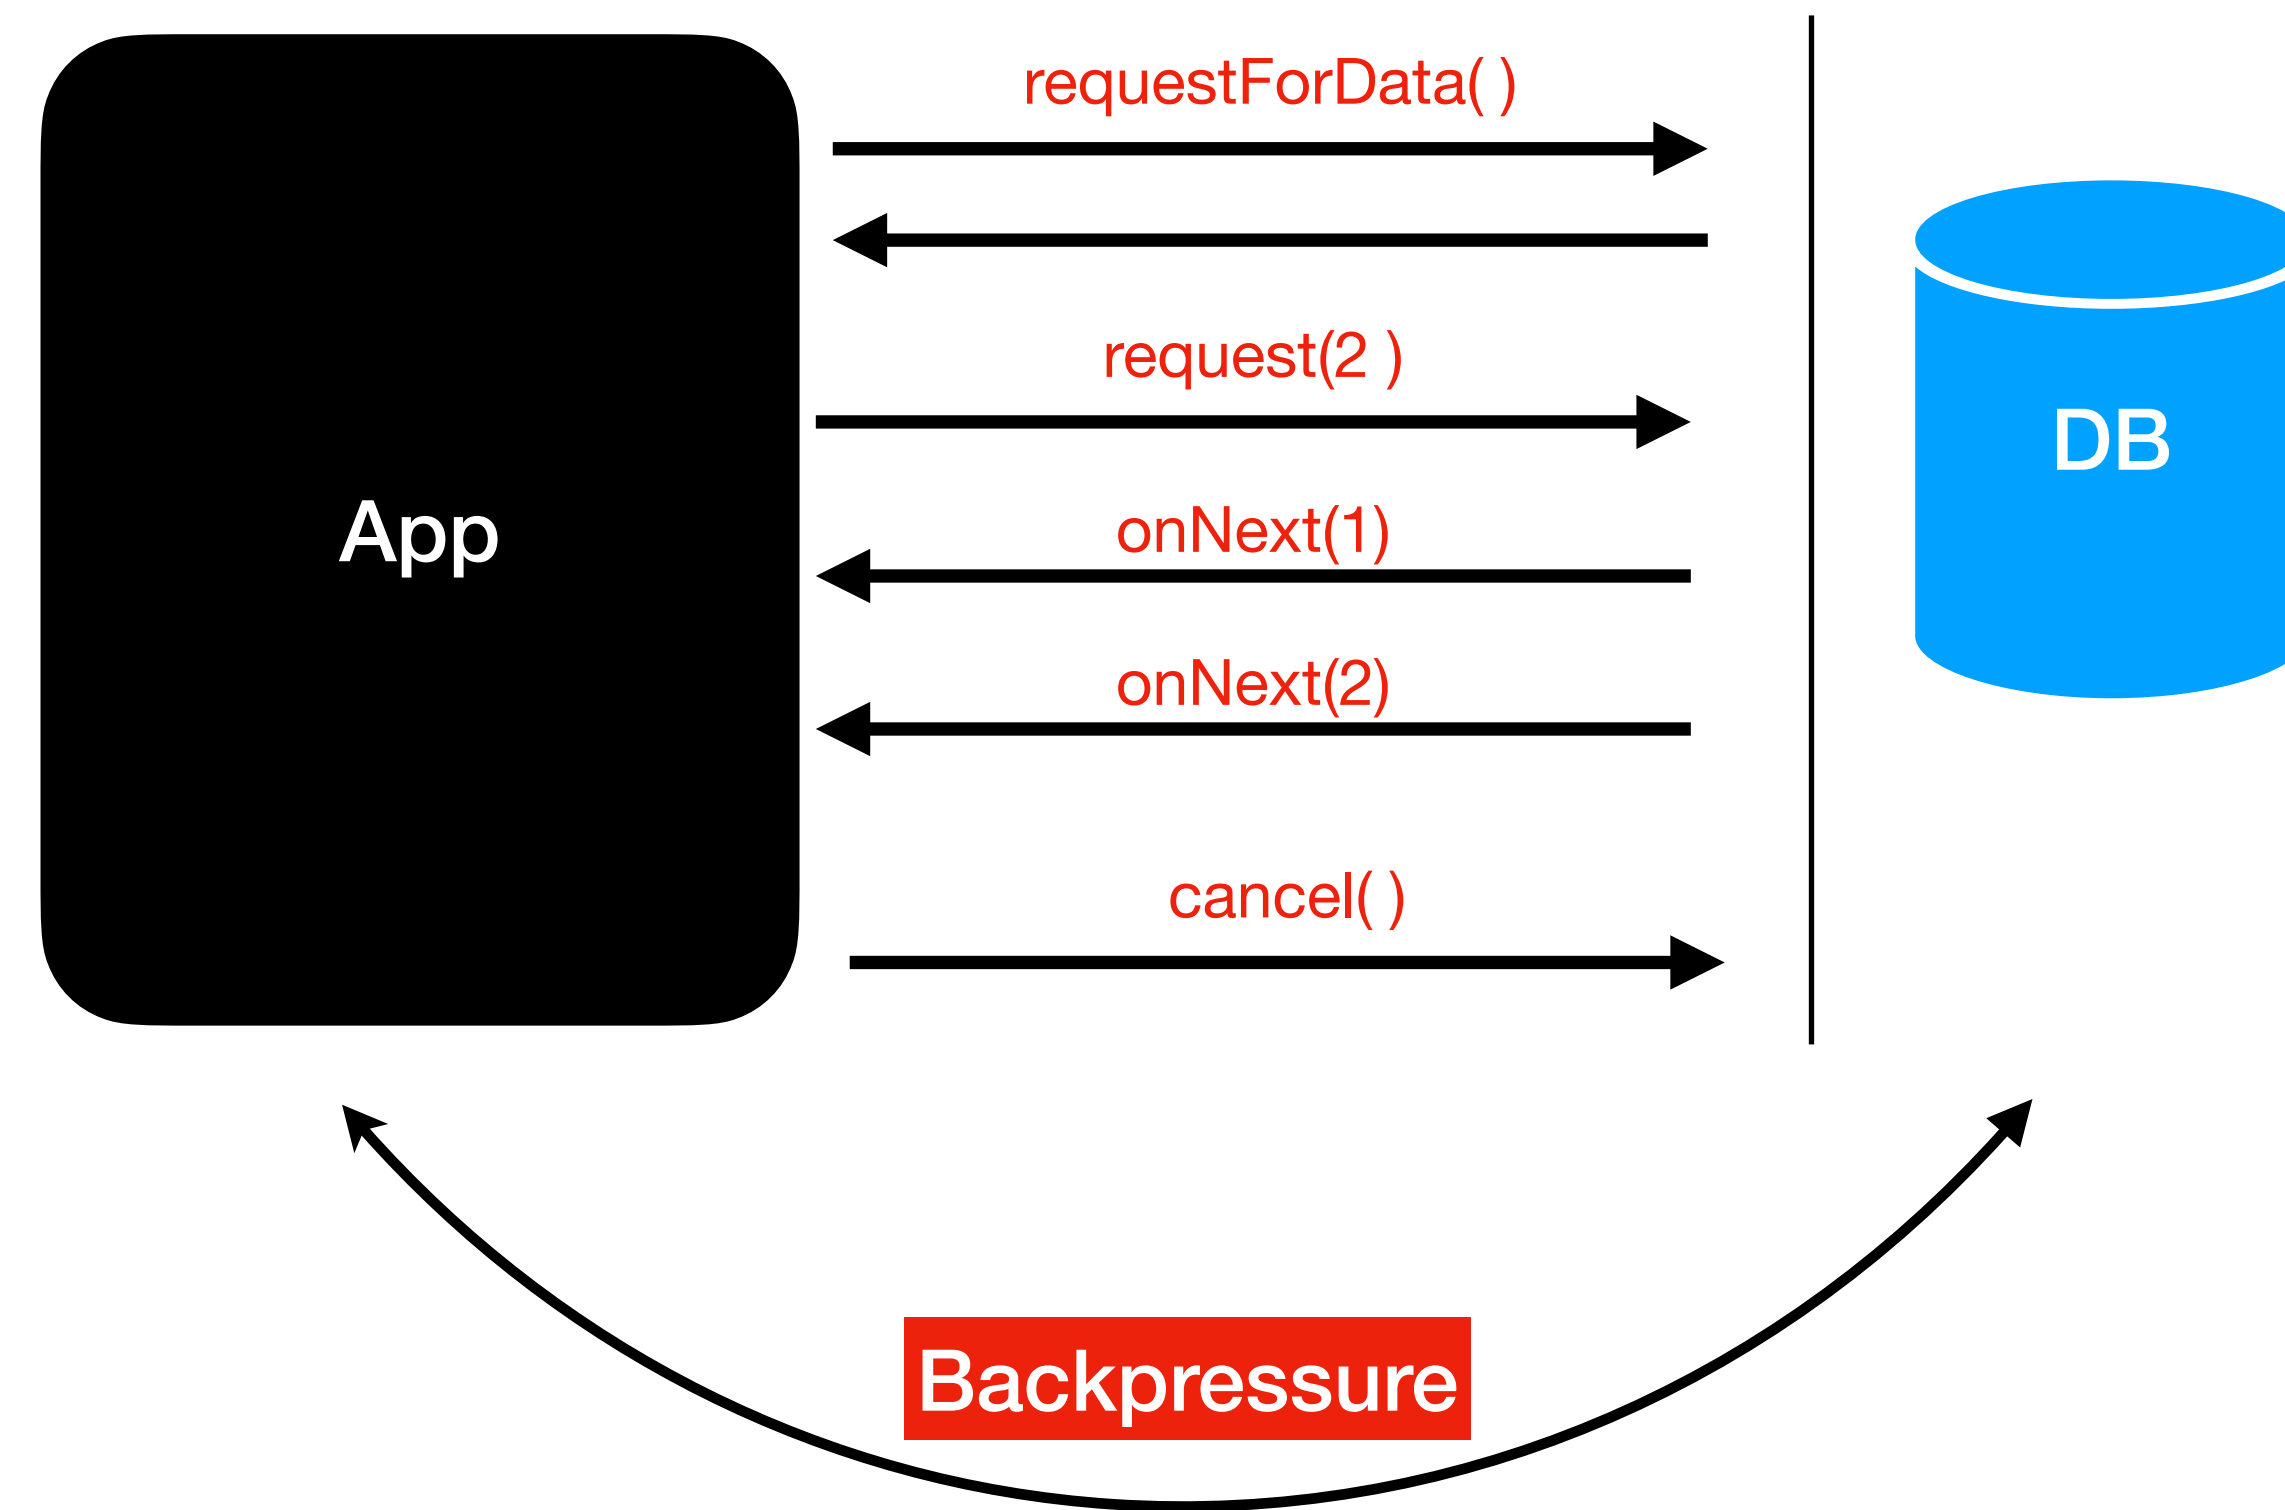 requestForData( )
request(2 )
onNext(1)
onNext(2)
cancel( )
App
DB
Backpressure